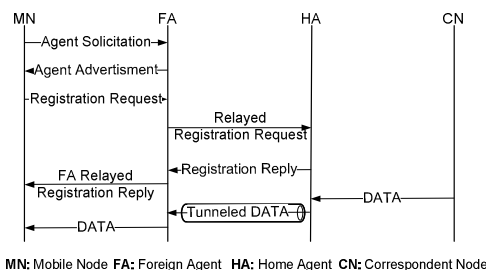 MN FA HA CN
Agent Solicitation
Agent Advertisment
Registration Request
Relayed
Registration Request
Registration Reply
FA Relayed
Registration Reply
DATA
Tunneled DATA
DATA
MN: Mobile Node FA: Foreign Agent HA: Home Agent CN: Correspondent Node